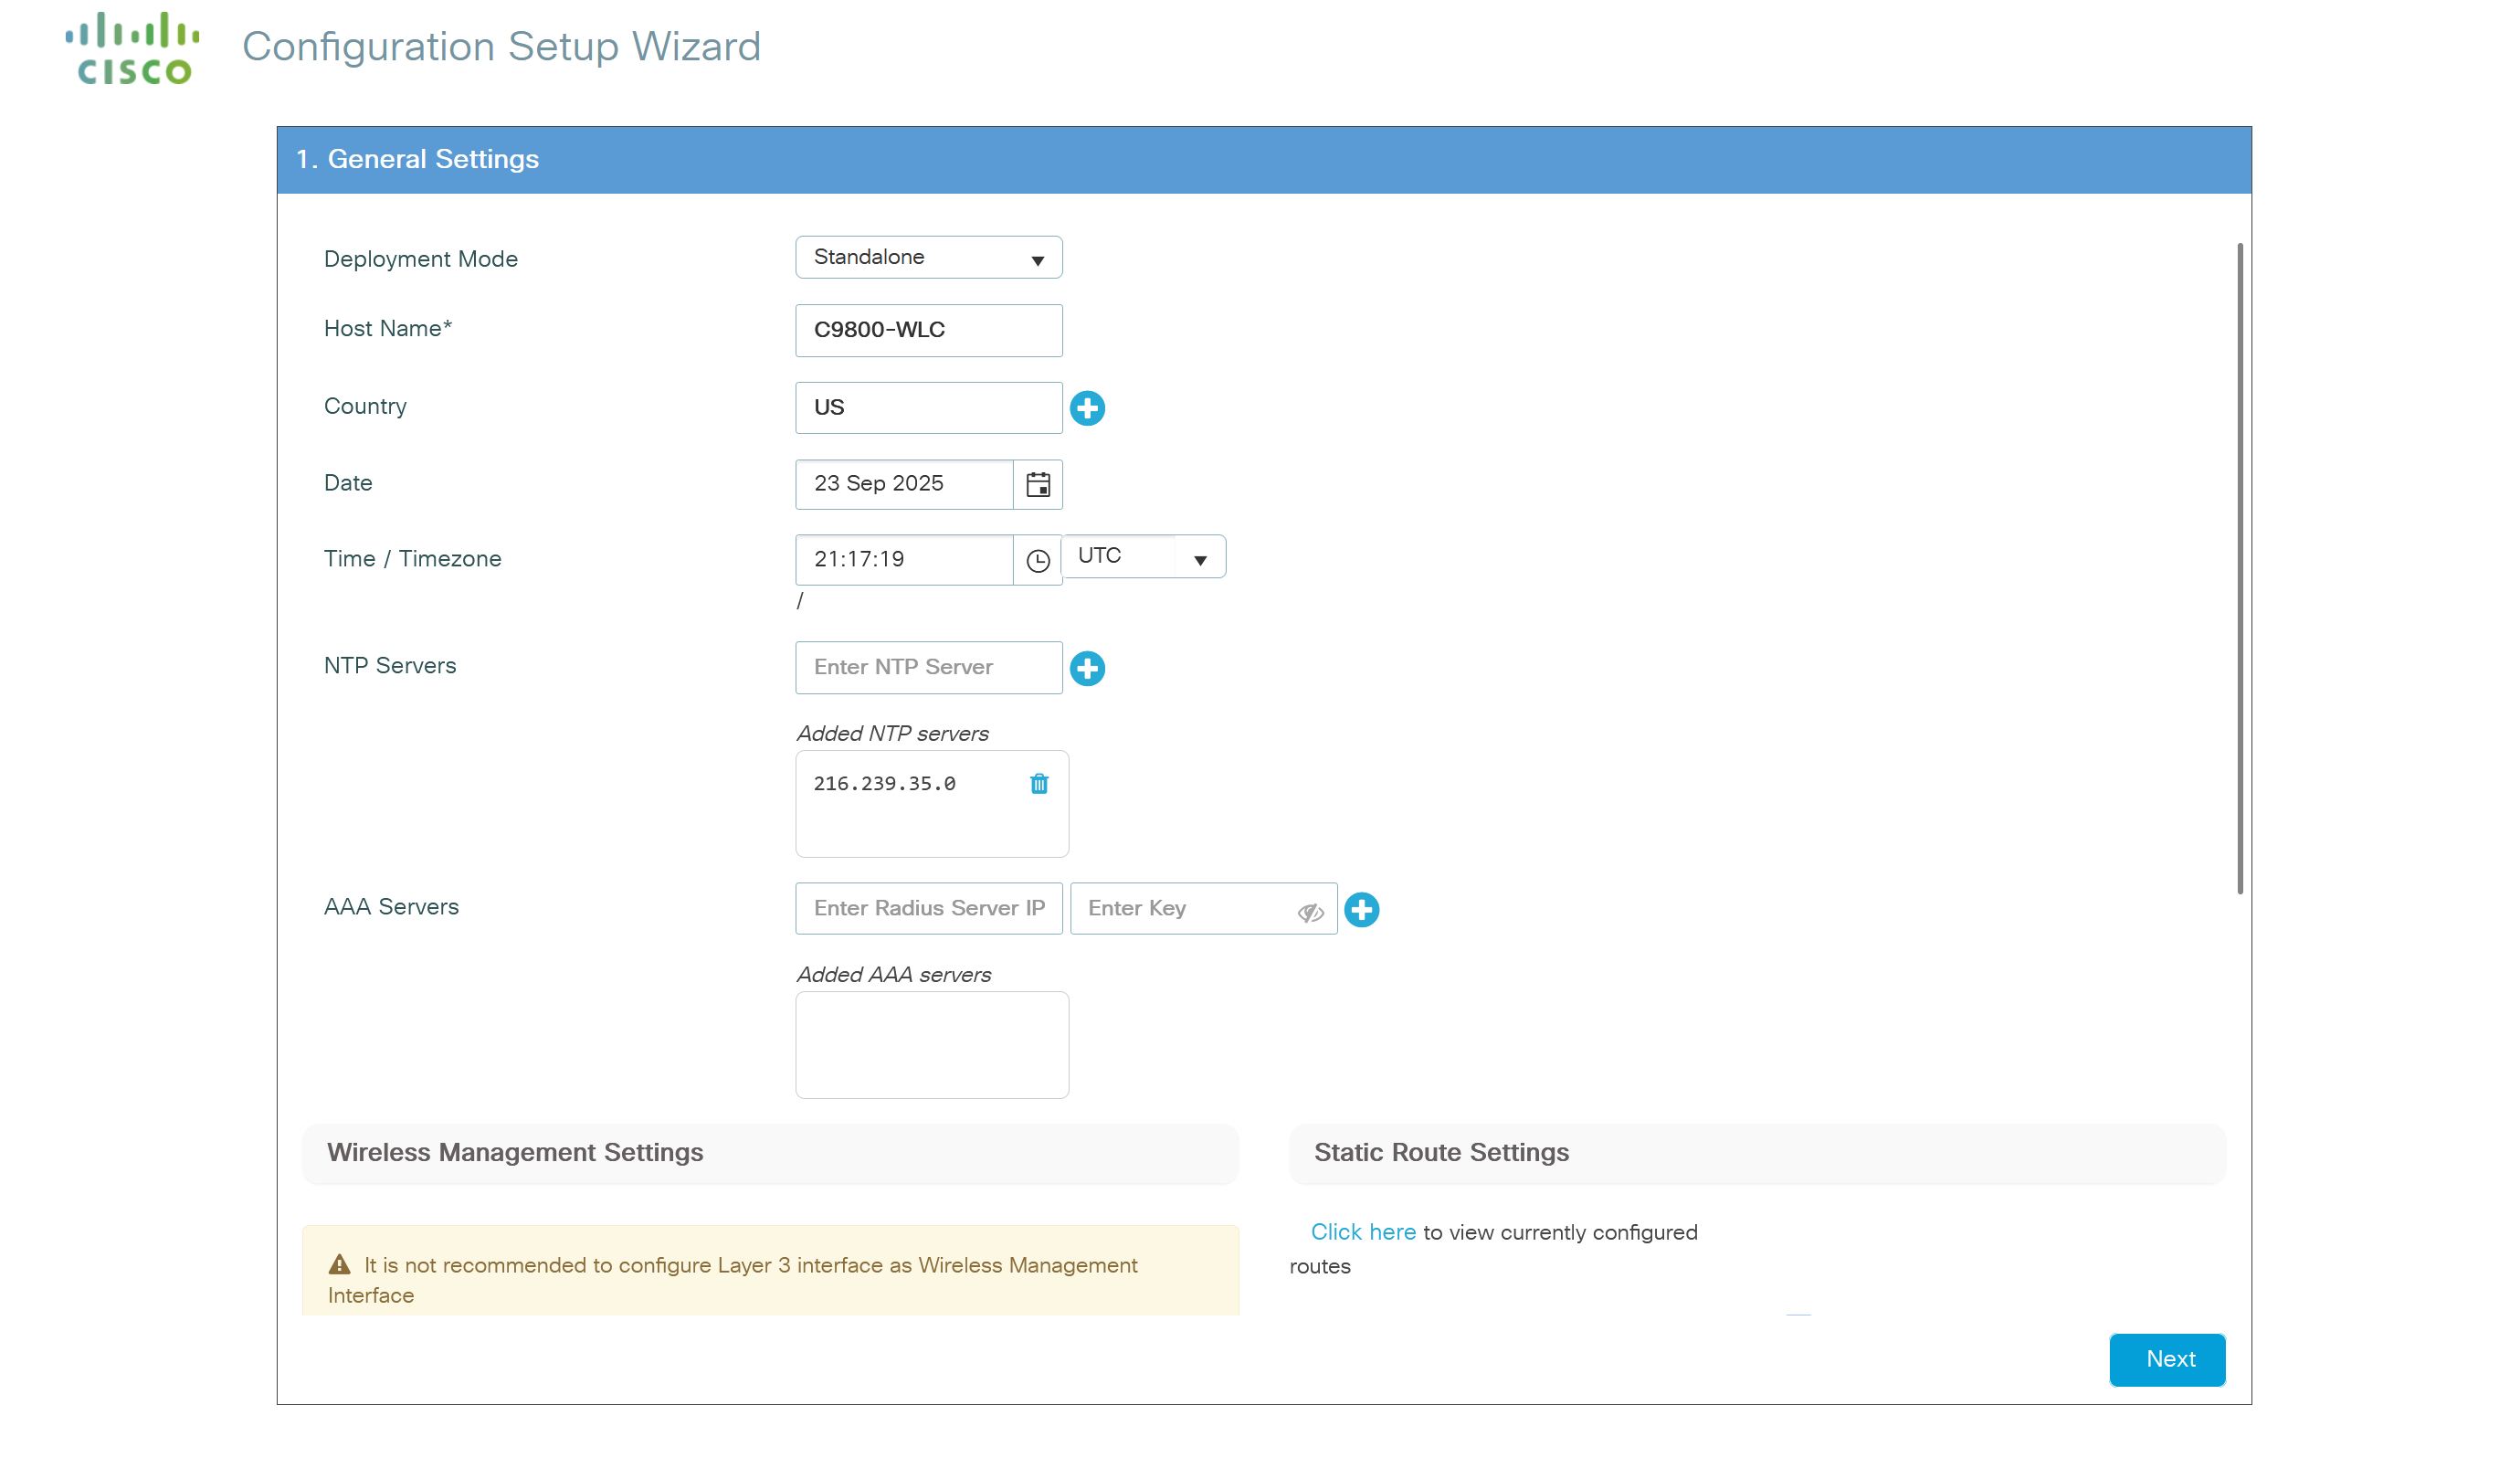 CISCO
Configuration Setup Wizard
1. General Settings
Deployment Mode
Standalone
Host Name*
C9800-WLC
Country
US
Date
23 Sep 2025
Time / Timezone
21:17:19
UTC
/
NTP Servers
Enter NTP Server
Added NTP servers
216.239.35.0
AAA Servers
Enter Radius Server IP
Enter Key
Added AAA servers
Wireless Management Settings
It is not recommended to configure Layer 3 interface as Wireless Management
Interface
Static Route Settings
Click here to view currently configured
routes
Next